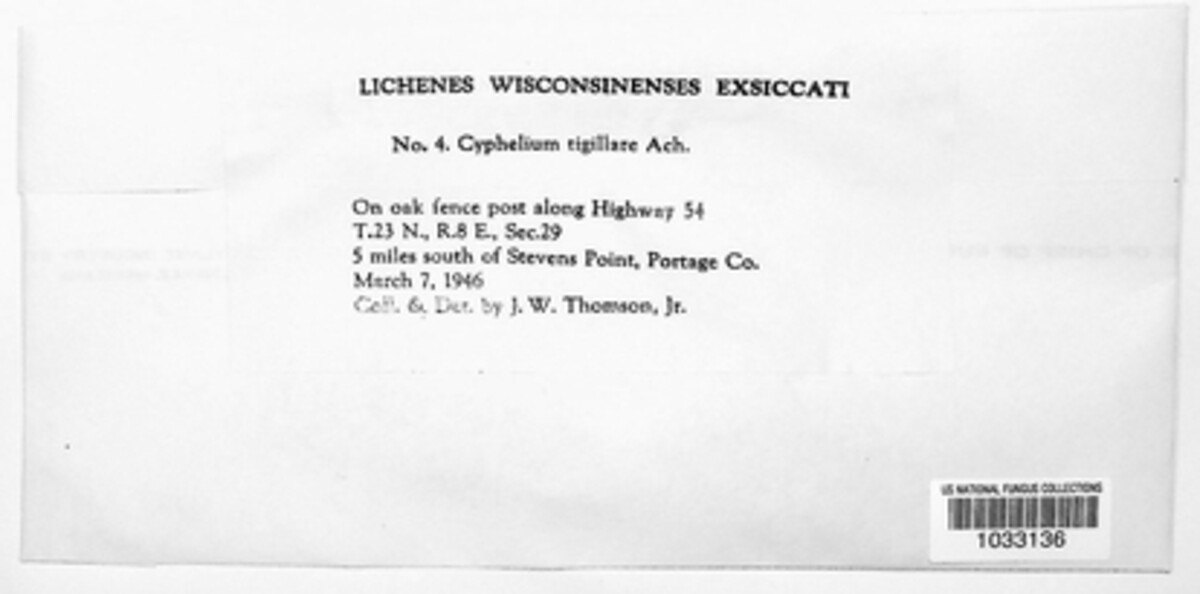 LICHENES WISCONSINENSES EXSICCATI
No. 4. Cyphelium tigillare Ach.
On oak fence post along Highway 54
T.23 N., R.8 E., Sec.29
5 miles south of Stevens Point, Portage Co.
March 7, 1946
Coll. & Det. by J. W. Thomson, Jr.
US NATIONAL FUNGUS COLLECTIONS
1033136